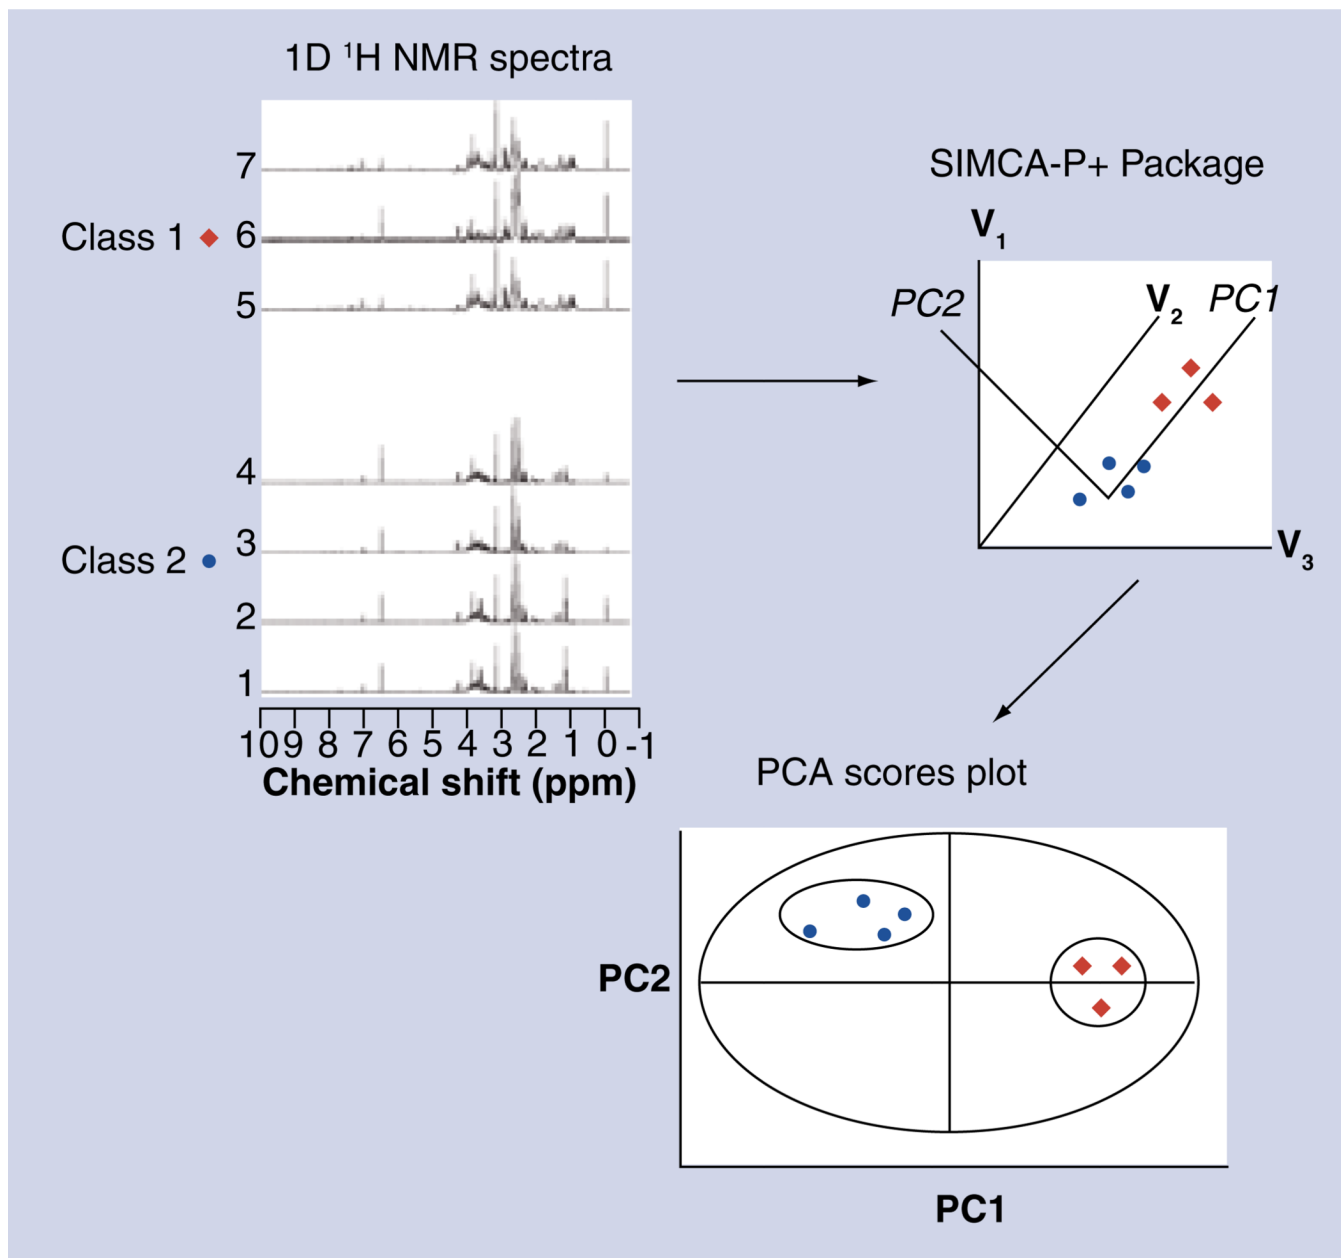 1D ¹H NMR spectra
7
Class 1 6
5
4
3
Class 2
2
1
10 9 8 7 6 5 4 3 2 1 0 -1
Chemical shift (ppm)
SIMCA-P+ Package
V₁
PC2 V₂ PC1
V₃
PCA scores plot
PC2
PC1